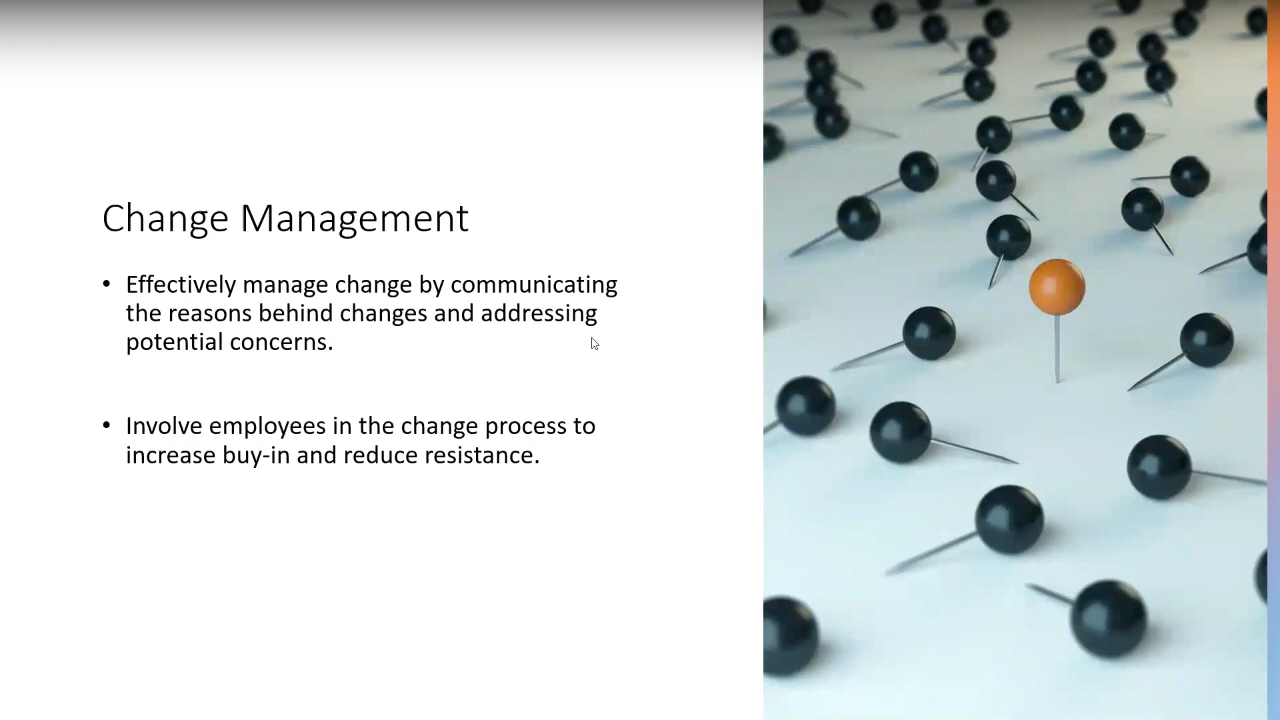 Change Management
• Effectively manage change by communicating
the reasons behind changes and addressing
potential concerns.
• Involve employees in the change process to
increase buy-in and reduce resistance.